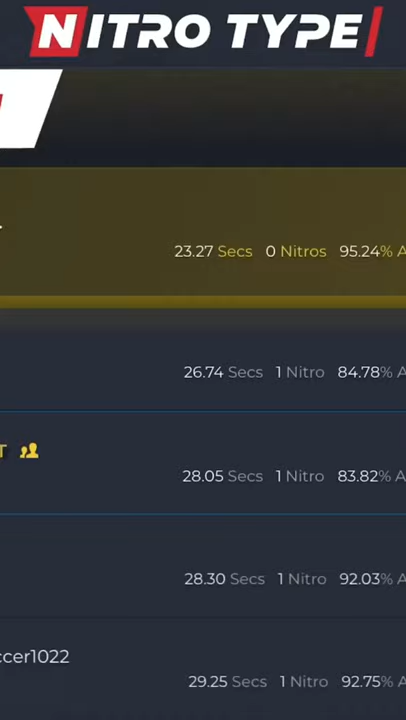 NITRO TYPE
23.27 Secs 0 Nitros 95.24% A
26.74 Secs 1 Nitro 84.78% A
T
28.05 Secs 1 Nitro 83.82% A
28.30 Secs 1 Nitro 92.03% A
ccer1022
29.25 Secs 1 Nitro 92.75% A